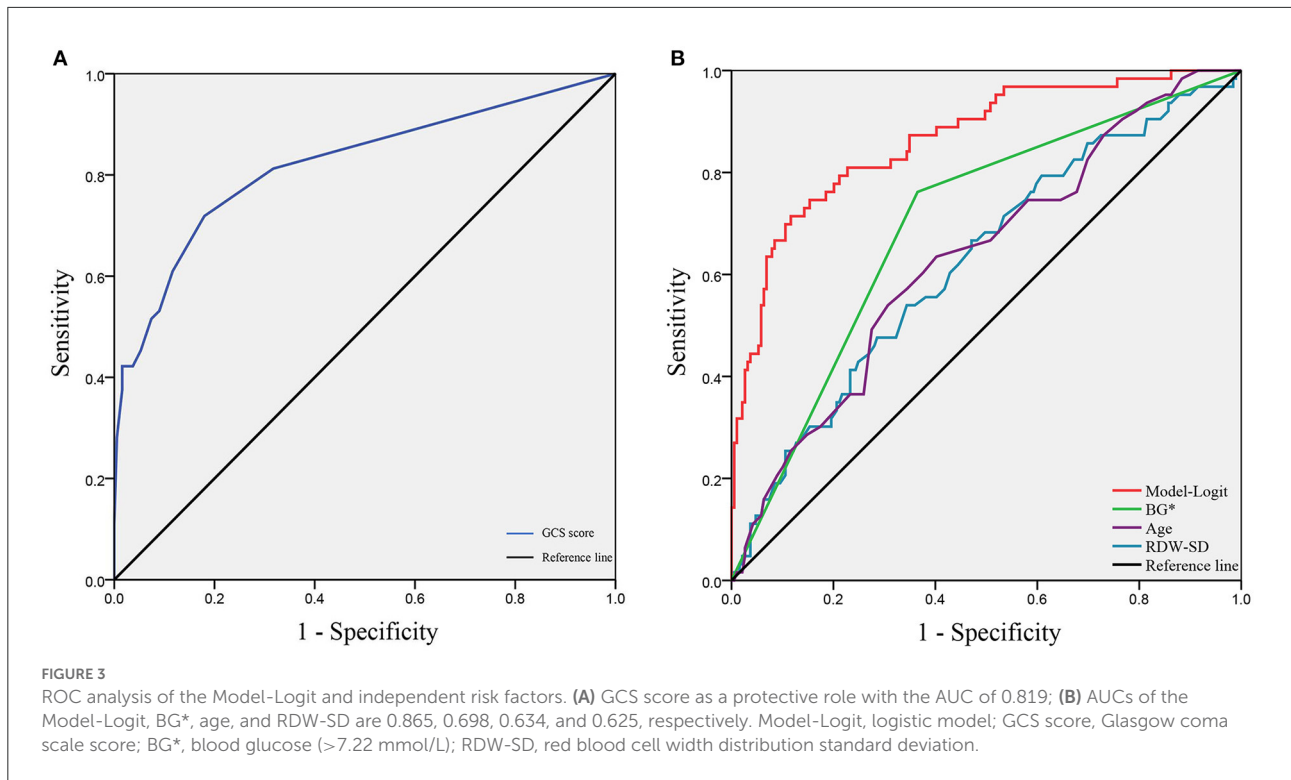 A
1.0
0.8
0.6
0.4
0.2
0.0
Sensitivity
0.0 0.2 0.4 0.6 0.8 1.0
1 - Specificity
GCS score
Reference line
B
1.0
0.8
0.6
0.4
0.2
0.0
Sensitivity
0.0 0.2 0.4 0.6 0.8 1.0
1 - Specificity
Model-Logit
BG*
Age
RDW-SD
Reference line
FIGURE 3
ROC analysis of the Model-Logit and independent risk factors. (A) GCS score as a protective role with the AUC of 0.819; (B) AUCs of the
Model-Logit, BG*, age, and RDW-SD are 0.865, 0.698, 0.634, and 0.625, respectively. Model-Logit, logistic model; GCS score, Glasgow coma
scale score; BG*, blood glucose (>7.22 mmol/L); RDW-SD, red blood cell width distribution standard deviation.